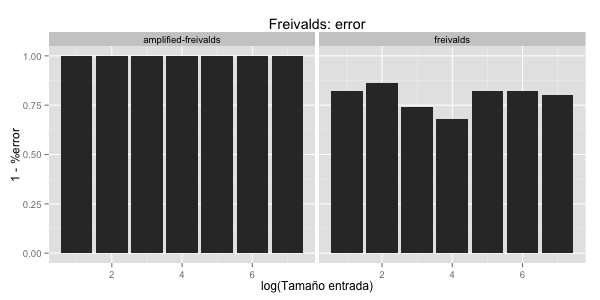 Freivalds: error
amplified-freivalds freivalds
1.00
0.75
0.50
0.25
0.00
1 - %error
2 4 6 2 4 6
log(Tamaño entrada)